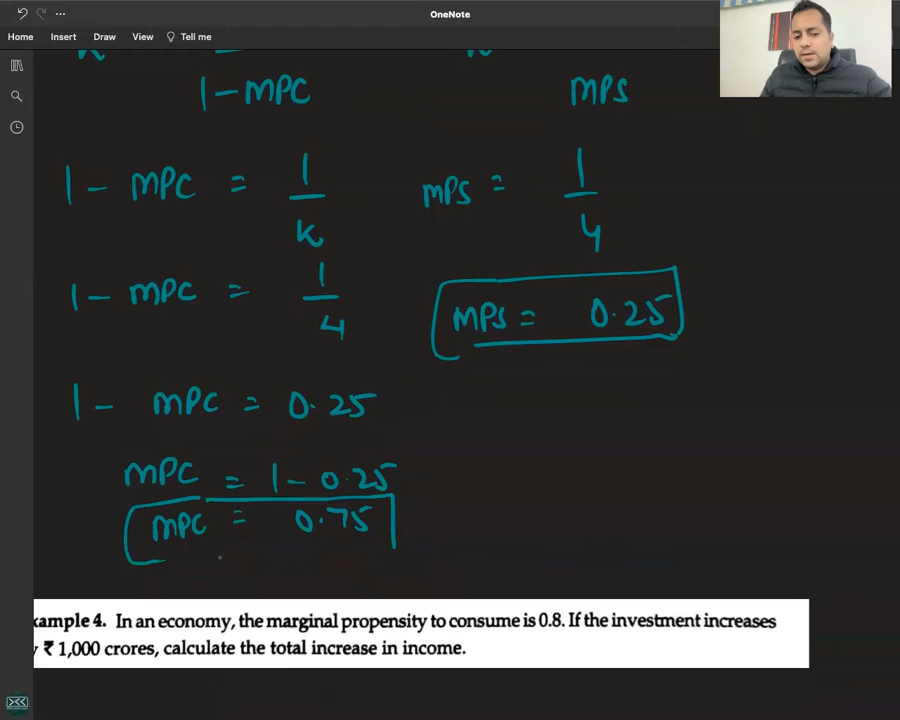 OneNote
Home Insert Draw View Tell me
K
1 - MPC
MPS
1 - MPC = 1/K
MPS = 1/4
1 - MPC = 1/4
MPS = 0.25
1 - MPC = 0.25
MPC = 1 - 0.25
MPC = 0.75
xample 4. In an economy, the marginal propensity to consume is 0.8. If the investment increases
₹ 1,000 crores, calculate the total increase in income.